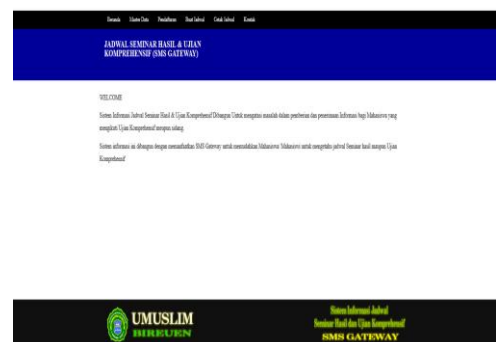 Beranda Master Data Pendaftaran Buat Jadwal Cetak Jadwal Kontak
JADWAL SEMINAR HASIL & UJIAN
KOMPREHENSIF (SMS GATEWAY)
WELCOME
Sistem Informasi Jadwal Seminar Hasil & Ujian Komprehensif Dibangun Untuk mengatasi masalah dalam pemberian dan penerimaan Informasi bagi Mahasiswa yang
mengikuti Ujian Komprehensif maupun sidang.
Sistem informasi ini dibangun dengan memanfaatkan SMS Gateway untuk memudahkan Mahasiswa/ Mahasiswi untuk mengetahui jadwal Seminar hasil maupun Ujian
Komprehensif
UMUSLIM
BIREUEN
Sistem Informasi Jadwal
Seminar Hasil dan Ujian Komprehensif
SMS GATEWAY